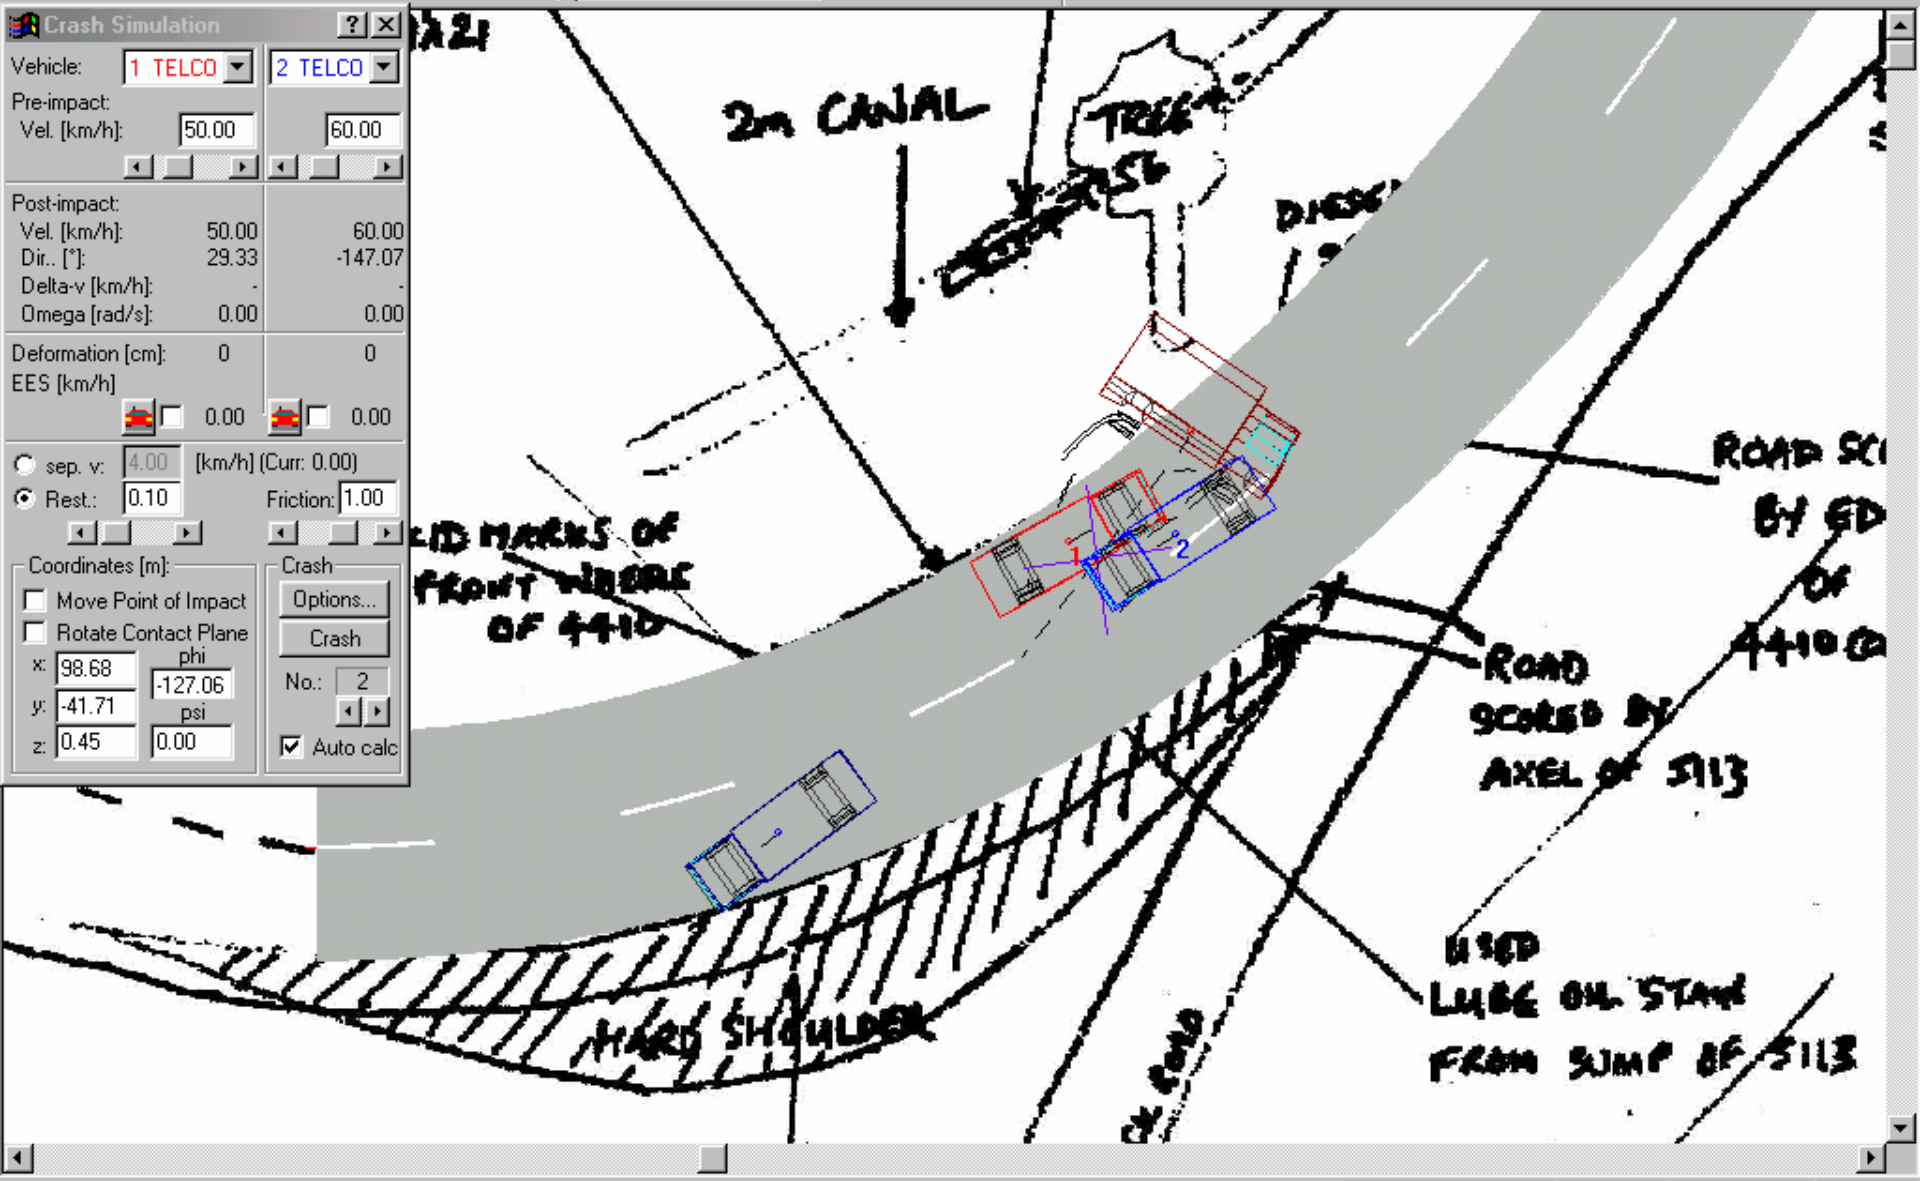 Crash Simulation
Vehicle: 1 TELCO 2 TELCO
Pre-impact:
Vel. [km/h]: 50.00 60.00
Post-impact:
Vel. [km/h]: 50.00 60.00
Dir.. [°]: 29.33 -147.07
Delta-v [km/h]: - -
Omega [rad/s]: 0.00 0.00
Deformation [cm]: 0 0
EES [km/h]
0.00 0.00
sep. v: 4.00 [km/h] (Curr: 0.00)
Rest.: 0.10 Friction: 1.00
Coordinates [m]:
Move Point of Impact
Rotate Contact Plane
x: 98.68 phi
-127.06
y: -41.71 psi
z: 0.45 0.00
Crash
Options...
Crash
No.: 2
Auto calc
2m CANAL
TREE
1
2
MARKS OF
FRONT WHEEL
OF 4410
ROAD
BY
OF
4410
ROAD
SCORED BY
AXEL OF 5113
USED
LUBE OIL STAIN
FROM SUMP OF 5113
HARD SHOULDER
ROAD